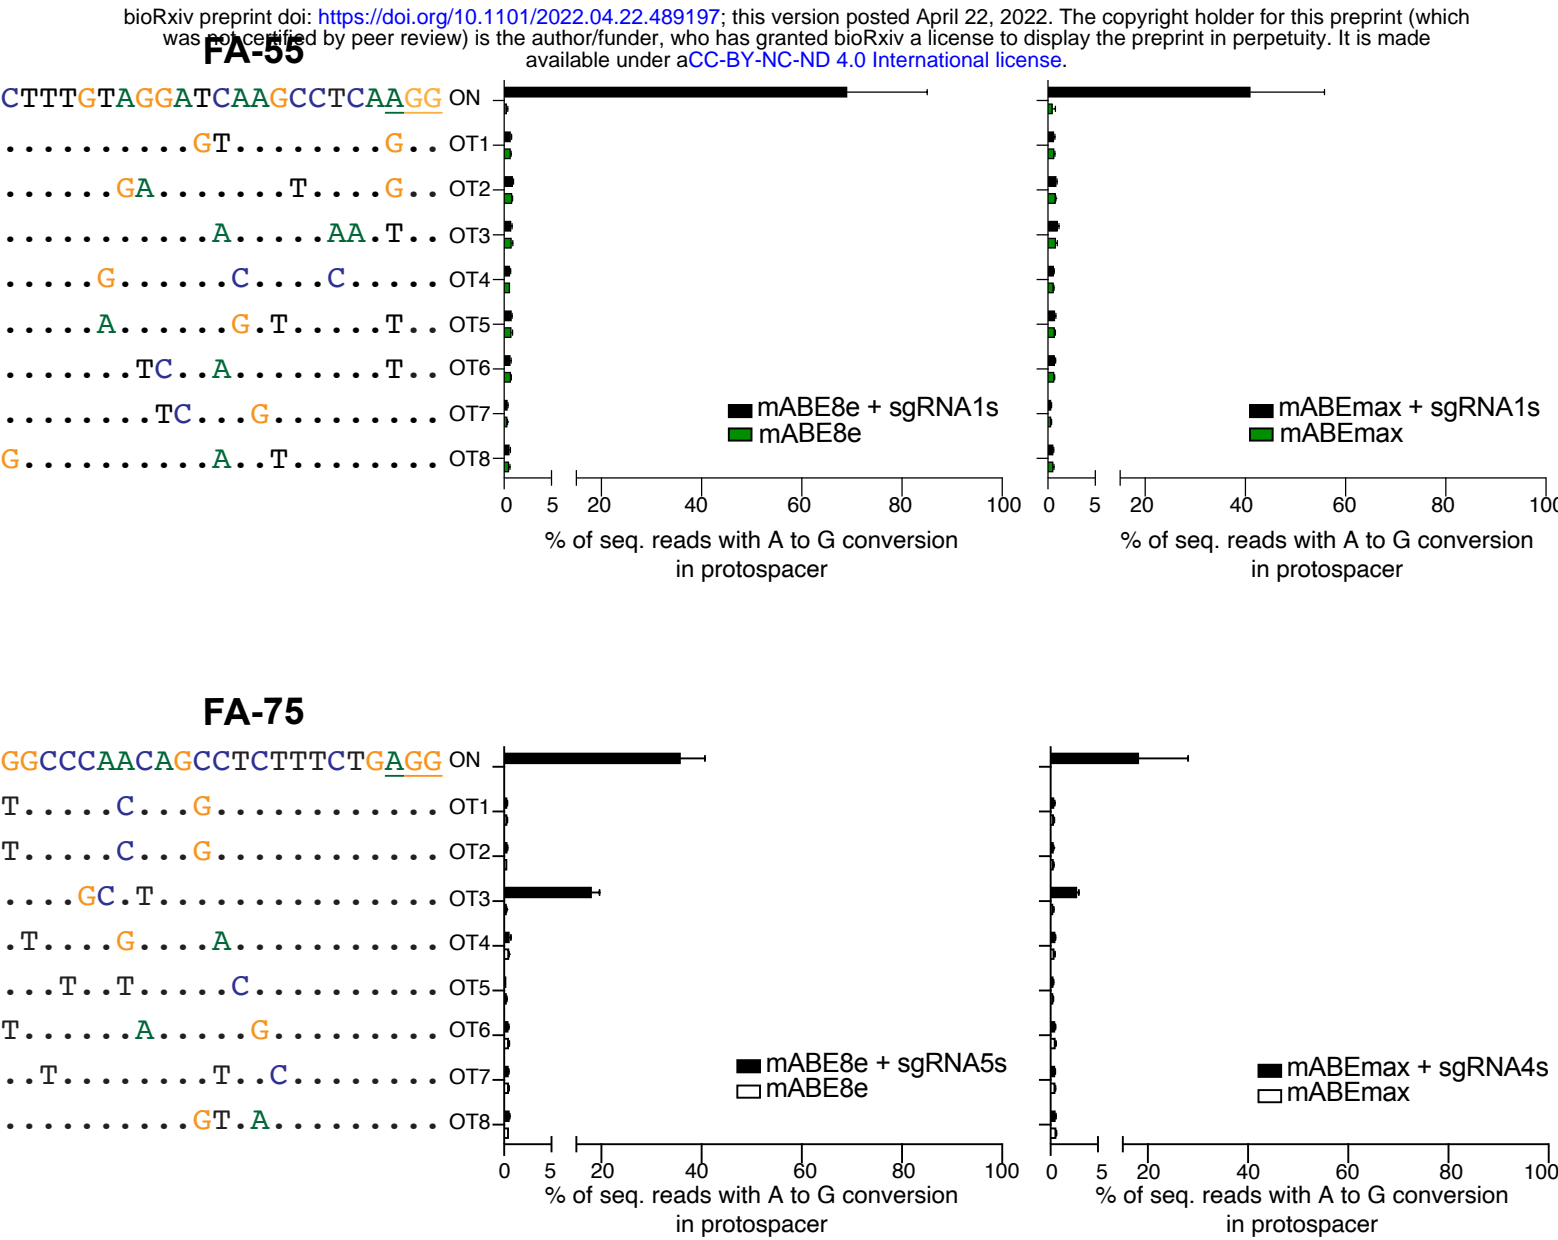 bioRxiv preprint doi: https://doi.org/10.1101/2022.04.22.489197; this version posted April 22, 2022. The copyright holder for this preprint (which
was not certified by peer review) is the author/funder, who has granted bioRxiv a license to display the preprint in perpetuity. It is made
available under aCC-BY-NC-ND 4.0 International license.
FA-55
CTTTGTAGGATCAAGCCTCAAGG ON
..........GT........G.. OT1
......GA.......T....G.. OT2
...........A.....AA.T.. OT3
.....G......C....C..... OT4
.....A......G.T.....T.. OT5
.......TC..A........T.. OT6
........TC...G......... OT7
G..........A..T........ OT8
mABE8e + sgRNA1s
mABE8e
mABEmax + sgRNA1s
mABEmax
0 5 20 40 60 80 100
0 5 20 40 60 80 100
% of seq. reads with A to G conversion
in protospacer
% of seq. reads with A to G conversion
in protospacer
FA-75
GGCCCAACAGCCTCTTTCTGAGG ON
T.....C...G............ OT1
T.....C...G............ OT2
....GC.T............... OT3
.T....G....A........... OT4
...T..T.....C.......... OT5
T......A.....G......... OT6
..T........T..C........ OT7
..........GT.A......... OT8
mABE8e + sgRNA5s
mABE8e
mABEmax + sgRNA4s
mABEmax
0 5 20 40 60 80 100
0 5 20 40 60 80 100
% of seq. reads with A to G conversion
in protospacer
% of seq. reads with A to G conversion
in protospacer